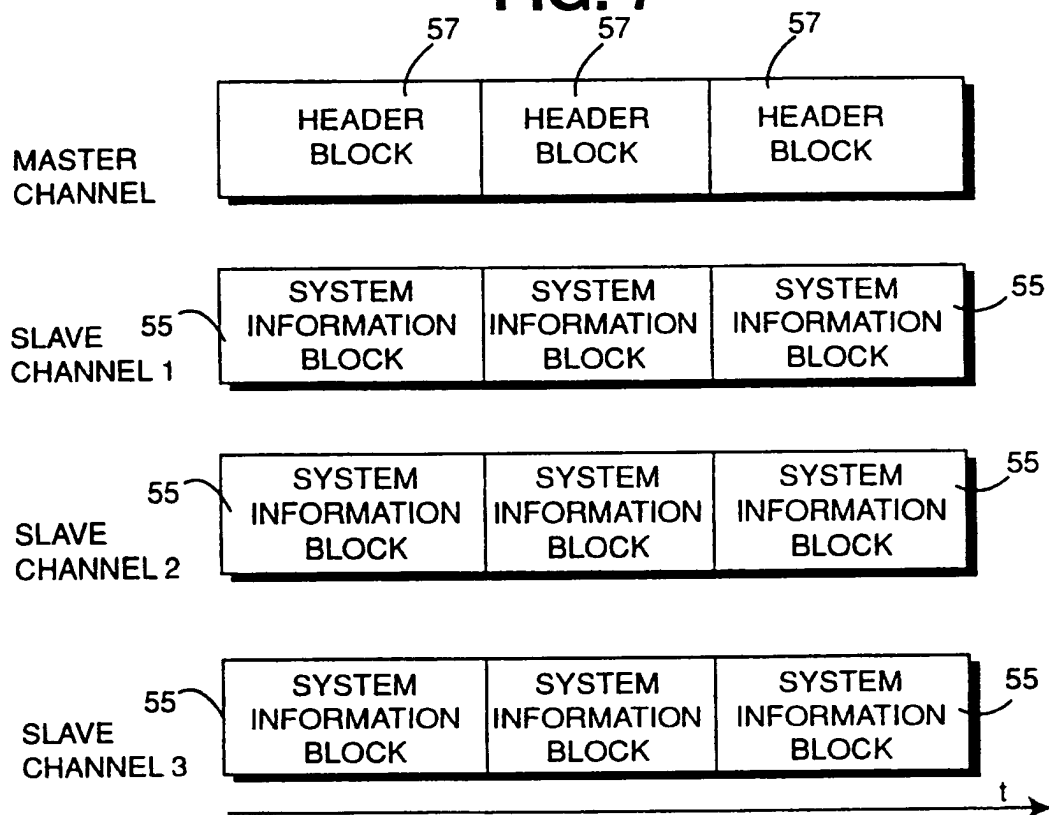 57 57 57
HEADER HEADER HEADER
BLOCK BLOCK BLOCK
MASTER
CHANNEL
SYSTEM SYSTEM SYSTEM
55 INFORMATION INFORMATION INFORMATION 55
BLOCK BLOCK BLOCK
SLAVE
CHANNEL 1
SYSTEM SYSTEM SYSTEM
55 INFORMATION INFORMATION INFORMATION 55
BLOCK BLOCK BLOCK
SLAVE
CHANNEL 2
SYSTEM SYSTEM SYSTEM
55 INFORMATION INFORMATION INFORMATION 55
BLOCK BLOCK BLOCK
SLAVE
CHANNEL 3
t